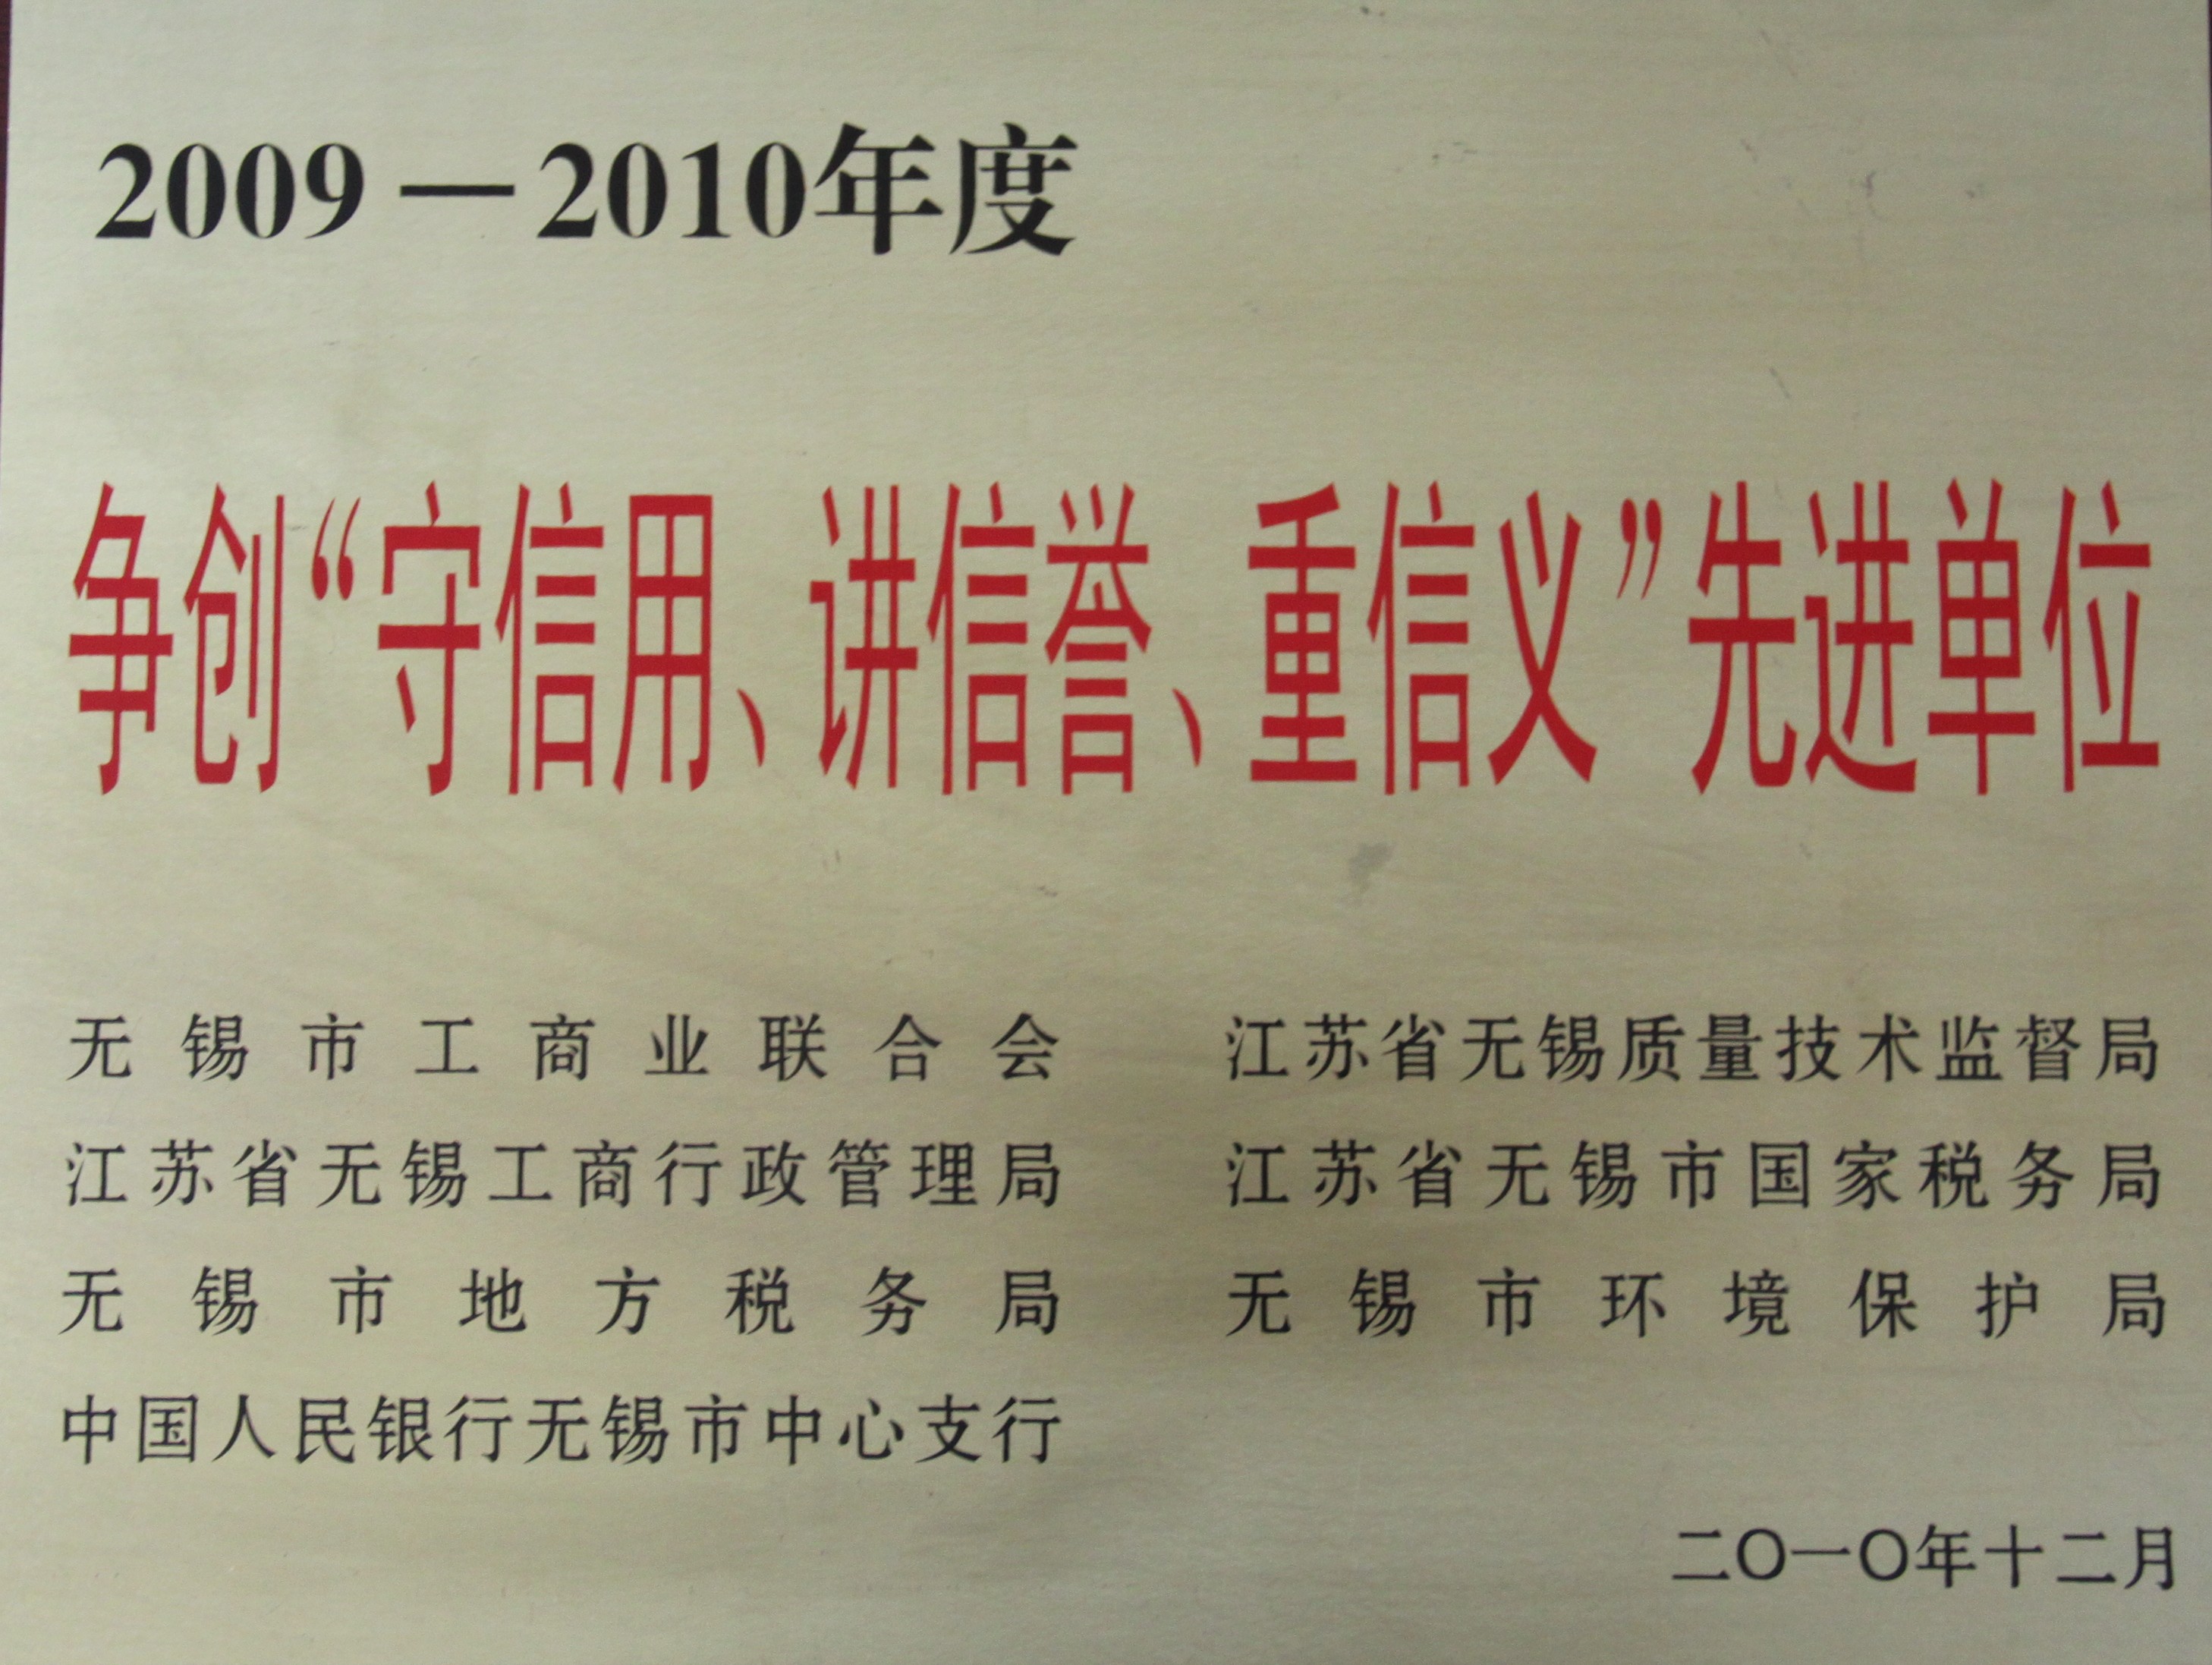 2009－2010年度
争创“守信用、讲信誉、重信义”先进单位
无锡市工商业联合会 江苏省无锡质量技术监督局
江苏省无锡工商行政管理局 江苏省无锡市国家税务局
无锡市地方税务局 无锡市环境保护局
中国人民银行无锡市中心支行
二〇一〇年十二月